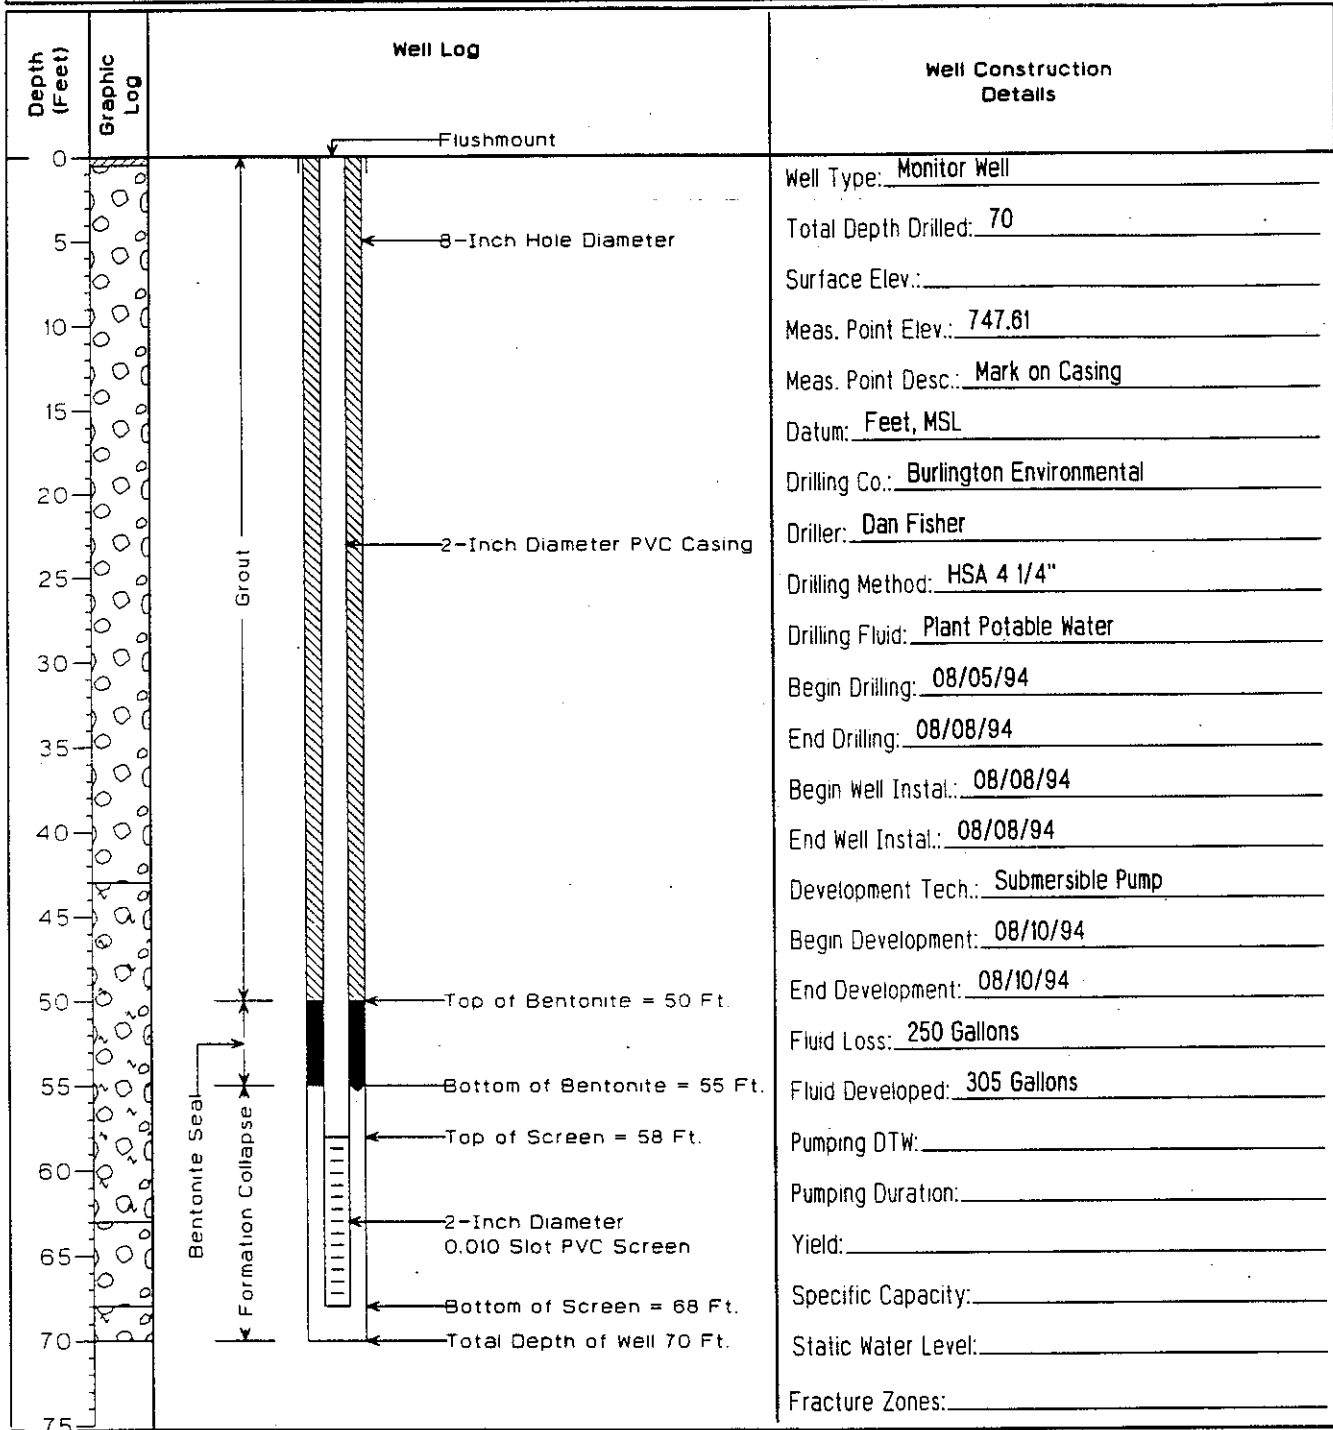 Depth
(Feet)
Graphic
Log
Well Log
Well Construction
Details
Flushmount
0
5
10
15
20
25
30
35
40
45
50
55
60
65
70
75
Grout
Bentonite Seal
Formation Collapse
8-Inch Hole Diameter
2-Inch Diameter PVC Casing
Top of Bentonite = 50 Ft.
Bottom of Bentonite = 55 Ft.
Top of Screen = 58 Ft.
2-Inch Diameter
0.010 Slot PVC Screen
Bottom of Screen = 68 Ft.
Total Depth of Well 70 Ft.
Well Type: Monitor Well
Total Depth Drilled: 70
Surface Elev.:
Meas. Point Elev.: 747.61
Meas. Point Desc.: Mark on Casing
Datum: Feet, MSL
Drilling Co.: Burlington Environmental
Driller: Dan Fisher
Drilling Method: HSA 4 1/4"
Drilling Fluid: Plant Potable Water
Begin Drilling: 08/05/94
End Drilling: 08/08/94
Begin Well Instal.: 08/08/94
End Well Instal.: 08/08/94
Development Tech.: Submersible Pump
Begin Development: 08/10/94
End Development: 08/10/94
Fluid Loss: 250 Gallons
Fluid Developed: 305 Gallons
Pumping DTW:
Pumping Duration:
Yield:
Specific Capacity:
Static Water Level:
Fracture Zones: